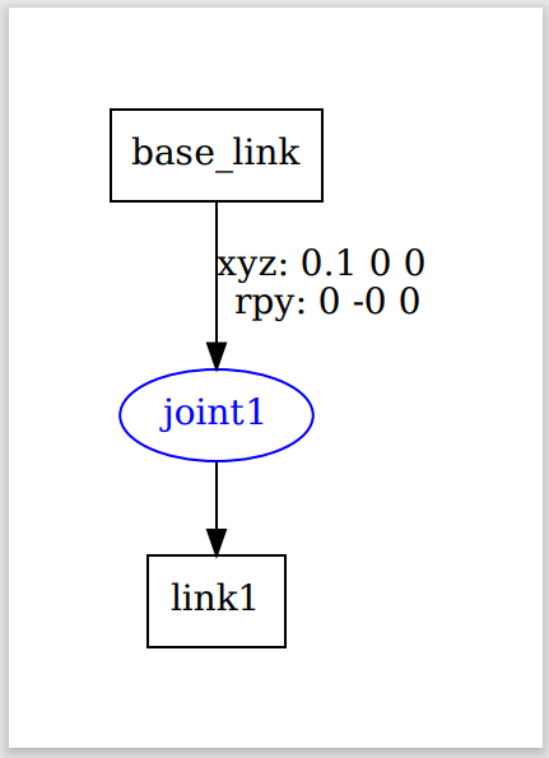 base_link
xyz: 0.1 0 0
rpy: 0 -0 0
joint1
link1